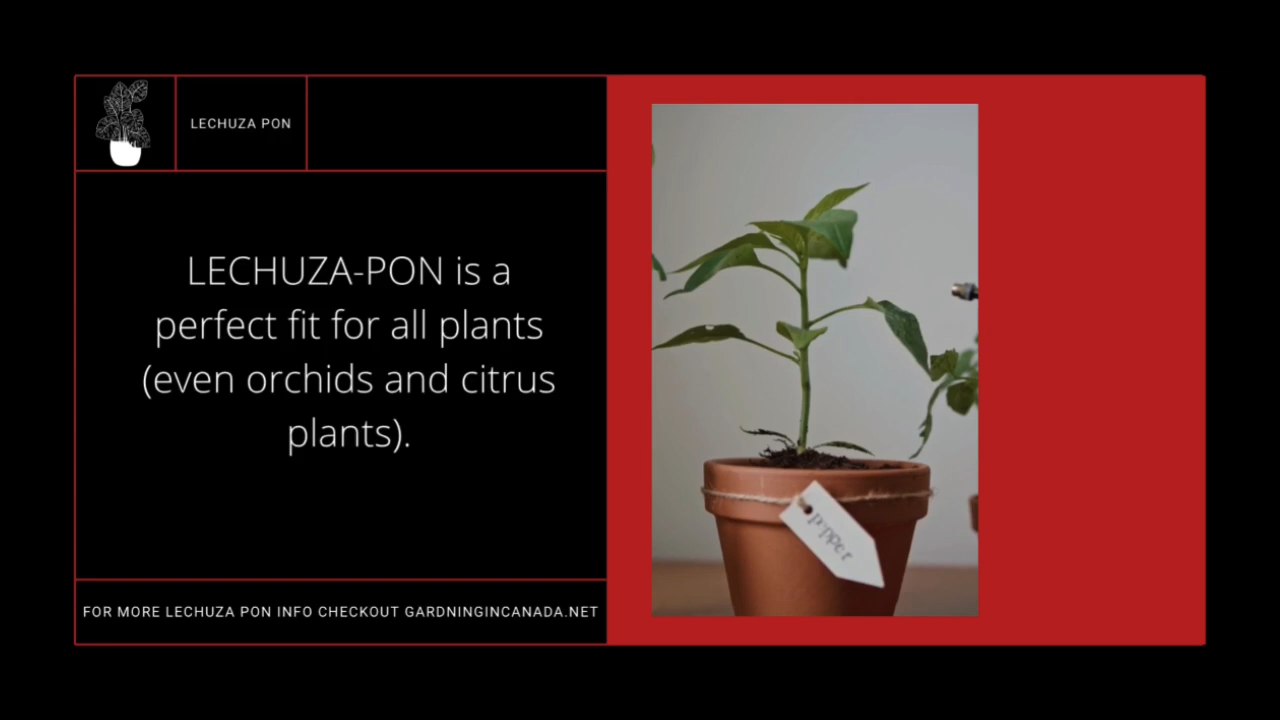 LECHUZA PON
LECHUZA-PON is a
perfect fit for all plants
(even orchids and citrus
plants).
FOR MORE LECHUZA PON INFO CHECKOUT GARDNINGINCANADA.NET
pepper